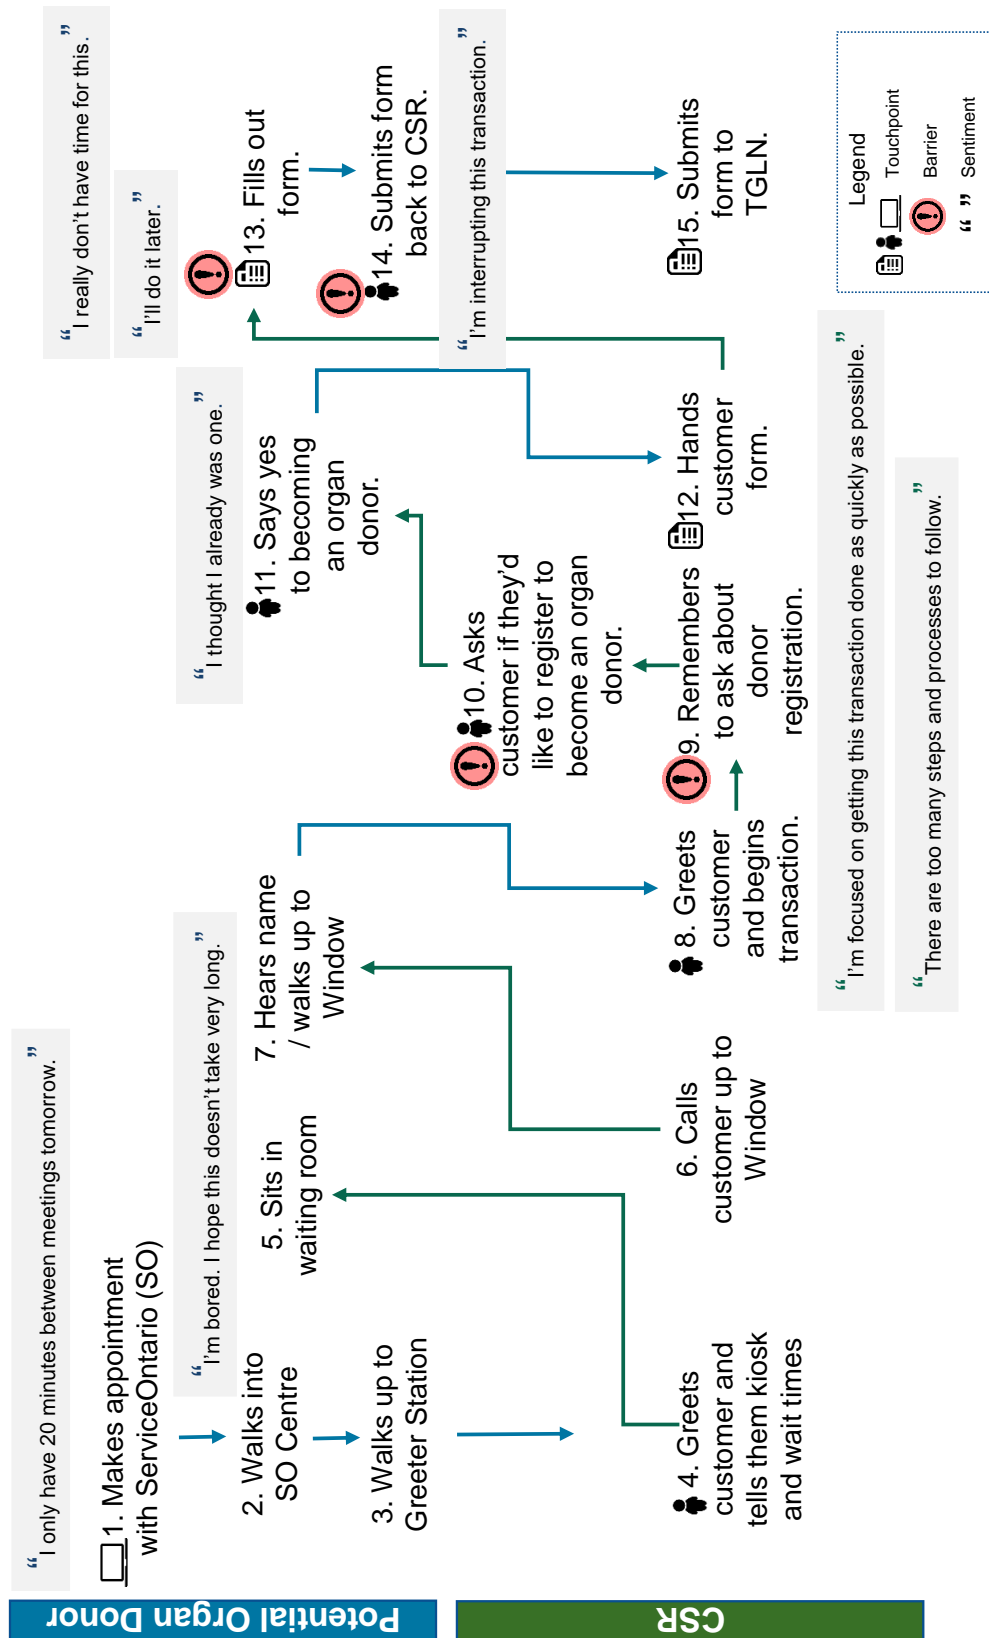 Potential Organ Donor
CSR
“I only have 20 minutes between meetings tomorrow.”
1. Makes appointment
with ServiceOntario (SO)
2. Walks into
SO Centre
3. Walks up to
Greeter Station
4. Greets
customer and
tells them kiosk
and wait times
“I’m bored. I hope this doesn’t take very long.”
5. Sits in
waiting room
6. Calls
customer up to
Window
7. Hears name
/ walks up to
Window
8. Greets
customer
and begins
transaction.
9. Remembers
to ask about
donor
registration.
10. Asks
customer if they’d
like to register to
become an organ
donor.
“I thought I already was one.”
11. Says yes
to becoming
an organ
donor.
12. Hands
customer
form.
“I’m focused on getting this transaction done as quickly as possible.”
“There are too many steps and processes to follow.”
“I really don’t have time for this.”
“I’ll do it later.”
13. Fills out
form.
14. Submits form
back to CSR.
“I’m interrupting this transaction.”
15. Submits
form to
TGLN.
Legend
Touchpoint
Barrier
“ ” Sentiment